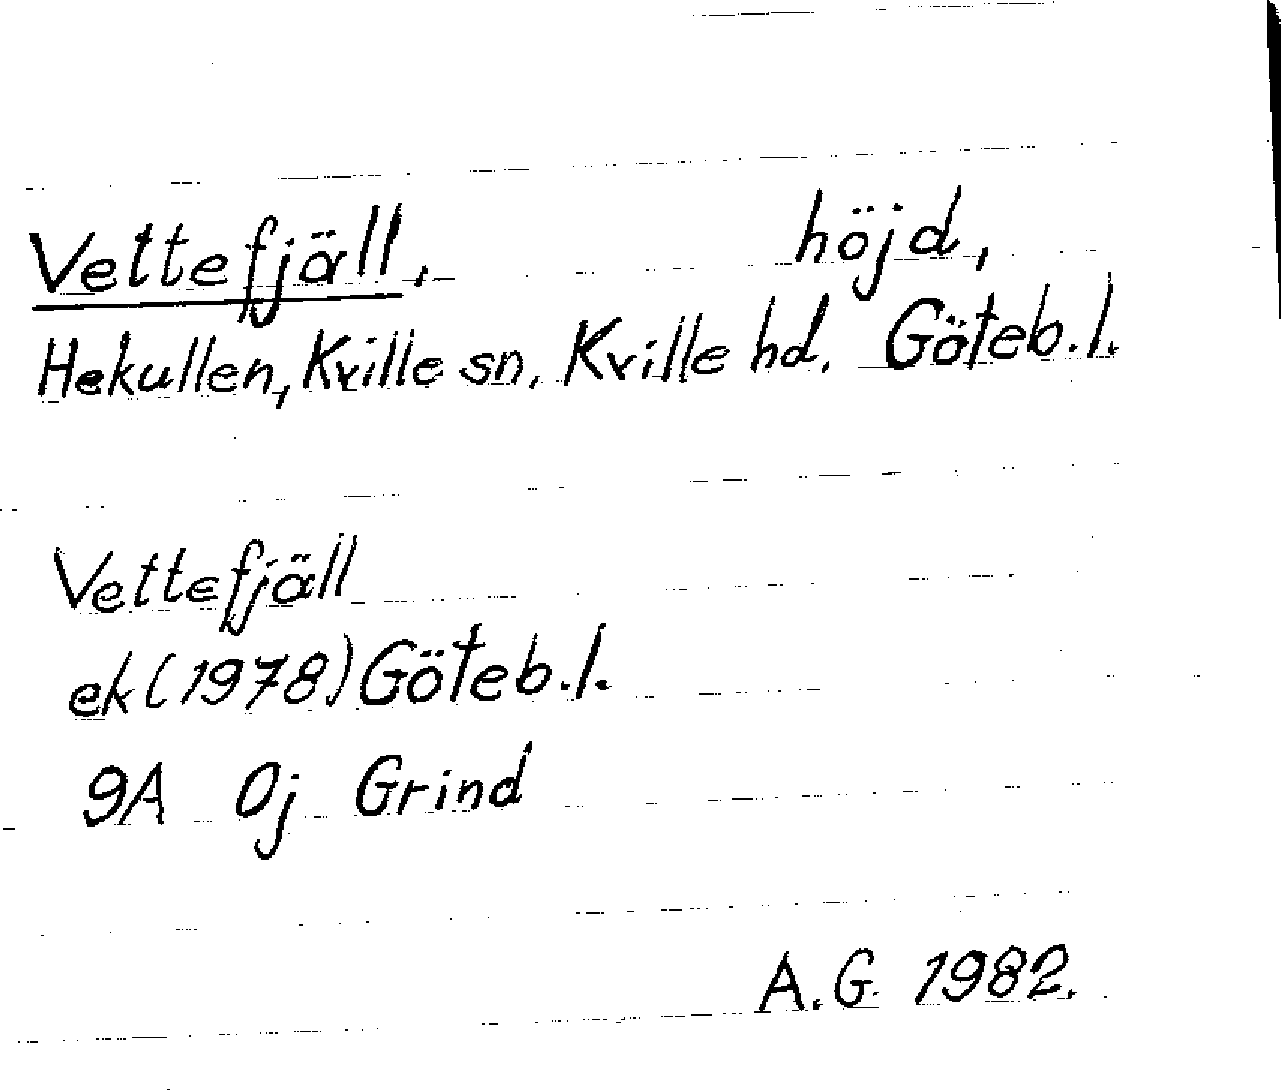 Vettefjäll, höjd,
Hekullen, Kville sn, Kville hd. Göteb. l.
Vettefjäll
ek (1978) Göteb. l.
9A 0j Grind
A.G. 1982.